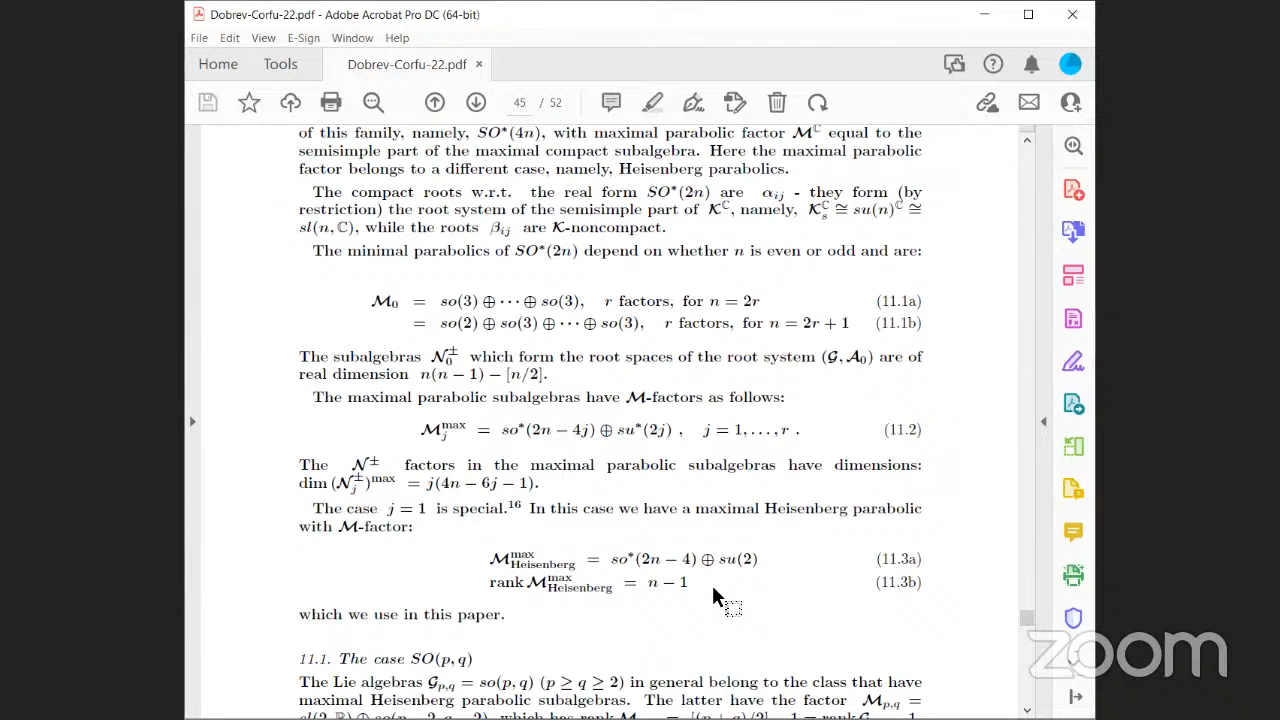 Dobrev-Corfu-22.pdf - Adobe Acrobat Pro DC (64-bit)
File Edit View E-Sign Window Help
Home Tools Dobrev-Corfu-22.pdf ×
45 / 52
of this family, namely, SO*(4n), with maximal parabolic factor 𝓜^ℂ equal to the
semisimple part of the maximal compact subalgebra. Here the maximal parabolic
factor belongs to a different case, namely, Heisenberg parabolics.
The compact roots w.r.t. the real form SO*(2n) are α_ij - they form (by
restriction) the root system of the semisimple part of 𝓚^ℂ, namely, 𝓚_s^ℂ ≅ su(n)^ℂ ≅
sl(n, ℂ), while the roots β_ij are 𝓚-noncompact.
The minimal parabolics of SO*(2n) depend on whether n is even or odd and are:
𝓜_0 = so(3) ⊕ ··· ⊕ so(3), r factors, for n = 2r (11.1a)
= so(2) ⊕ so(3) ⊕ ··· ⊕ so(3), r factors, for n = 2r + 1 (11.1b)
The subalgebras 𝓝_0^± which form the root spaces of the root system (𝓖, 𝓐_0) are of
real dimension n(n − 1) − [n/2].
The maximal parabolic subalgebras have 𝓜-factors as follows:
𝓜_j^max = so*(2n − 4j) ⊕ su*(2j) , j = 1, . . . , r . (11.2)
The 𝓝^± factors in the maximal parabolic subalgebras have dimensions:
dim (𝓝_j^±)^max = j(4n − 6j − 1).
The case j = 1 is special.^16 In this case we have a maximal Heisenberg parabolic
with 𝓜-factor:
𝓜_Heisenberg^max = so*(2n − 4) ⊕ su(2) (11.3a)
rank 𝓜_Heisenberg^max = n − 1 (11.3b)
which we use in this paper.
11.1. The case SO(p, q)
The Lie algebras 𝓖_p,q = so(p, q) (p ≥ q ≥ 2) in general belong to the class that have
maximal Heisenberg parabolic subalgebras. The latter have the factor 𝓜_p,q =
zoom